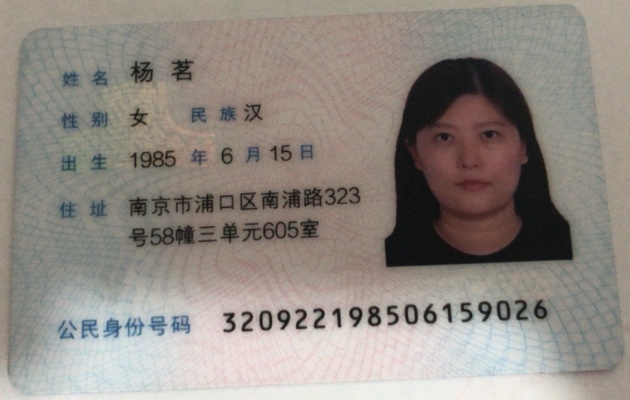 姓名 杨茗
性别 女 民族 汉
出生 1985 年 6 月 15 日
住址 南京市浦口区南浦路323
号58幢三单元605室
公民身份号码 320922198506159026